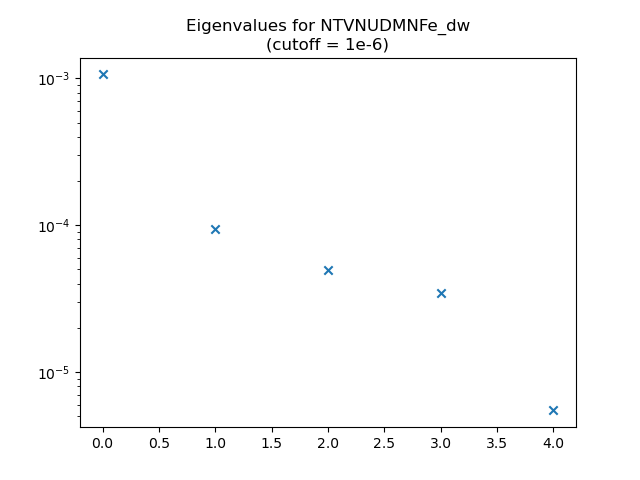 Eigenvalues for NTVNUDMNFe_dw
(cutoff = 1e-6)
10⁻³
10⁻⁴
10⁻⁵
0.0 0.5 1.0 1.5 2.0 2.5 3.0 3.5 4.0